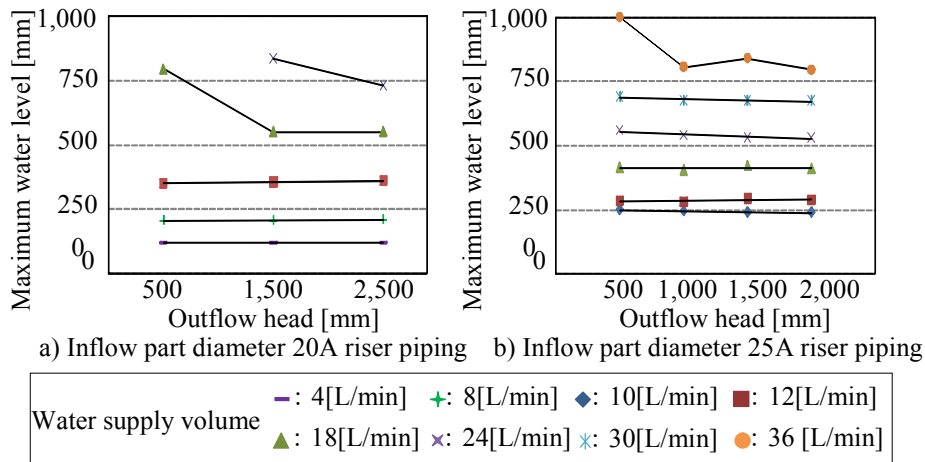 Maximum water level [mm]
1,000
750
500
250
0
0
500
1,500
2,500
Outflow head [mm]
a) Inflow part diameter 20A riser piping
Maximum water level [mm]
1,000
750
500
250
0
0
500
1,000
1,500
2,000
Outflow head [mm]
b) Inflow part diameter 25A riser piping
Water supply volume
: 4[L/min]
: 8[L/min]
: 10[L/min]
: 12[L/min]
: 18[L/min]
: 24[L/min]
: 30[L/min]
: 36 [L/min]